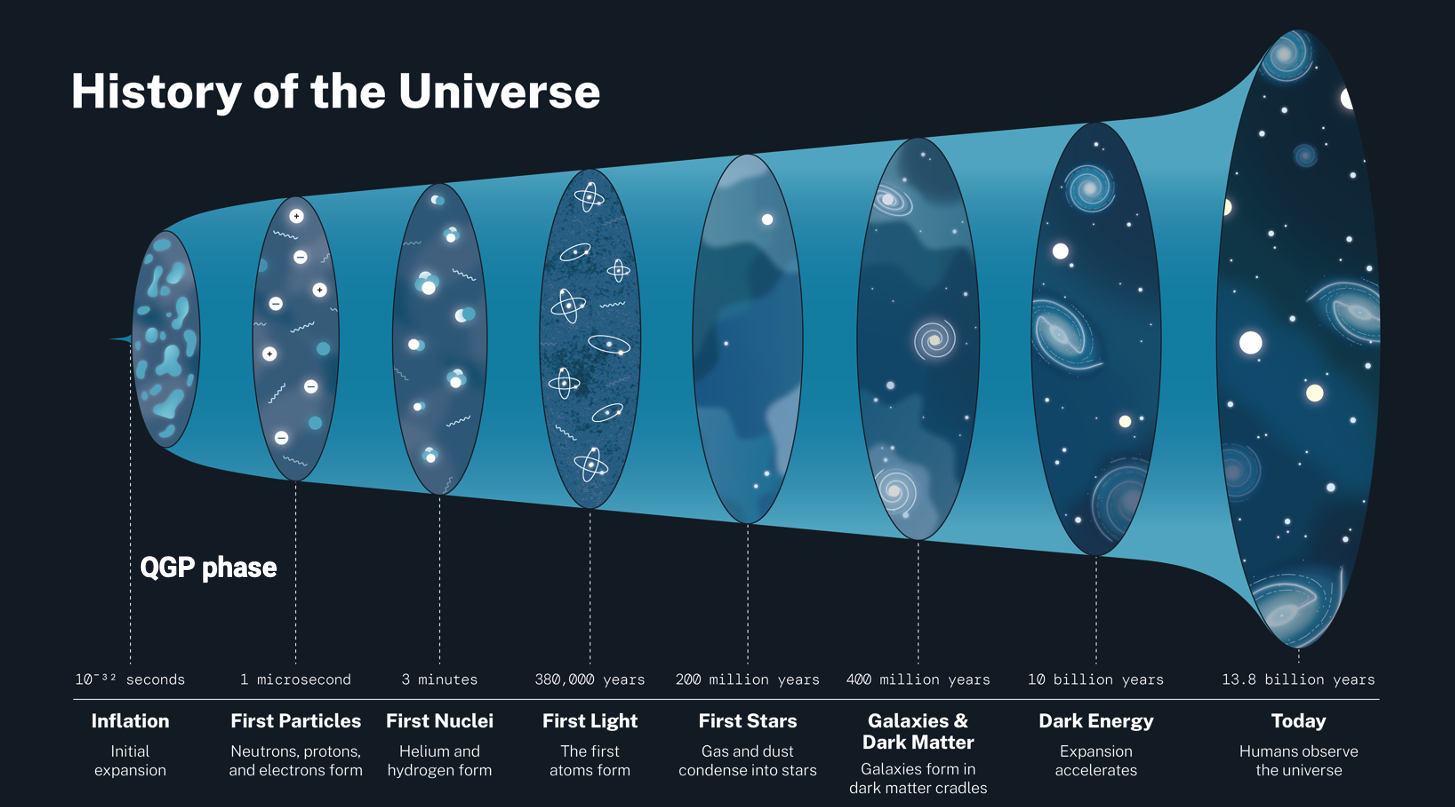 History of the Universe
QGP phase
10⁻³² seconds
1 microsecond
3 minutes
380,000 years
200 million years
400 million years
10 billion years
13.8 billion years
Inflation
Initial
expansion
First Particles
Neutrons, protons,
and electrons form
First Nuclei
Helium and
hydrogen form
First Light
The first
atoms form
First Stars
Gas and dust
condense into stars
Galaxies &
Dark Matter
Galaxies form in
dark matter cradles
Dark Energy
Expansion
accelerates
Today
Humans observe
the universe